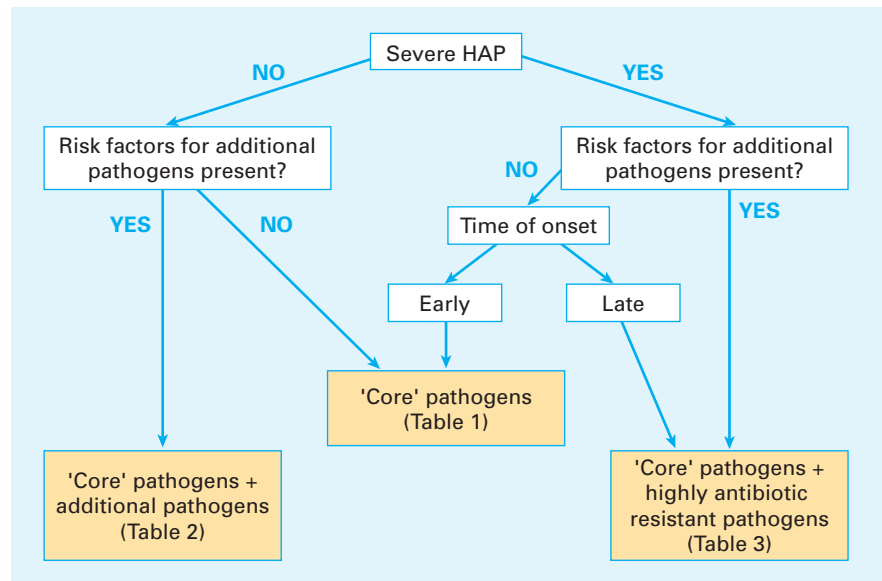 Severe HAP
NO
YES
Risk factors for additional
pathogens present?
Risk factors for additional
pathogens present?
NO
YES
NO
YES
Time of onset
Early
Late
'Core' pathogens
(Table 1)
'Core' pathogens +
additional pathogens
(Table 2)
'Core' pathogens +
highly antibiotic
resistant pathogens
(Table 3)